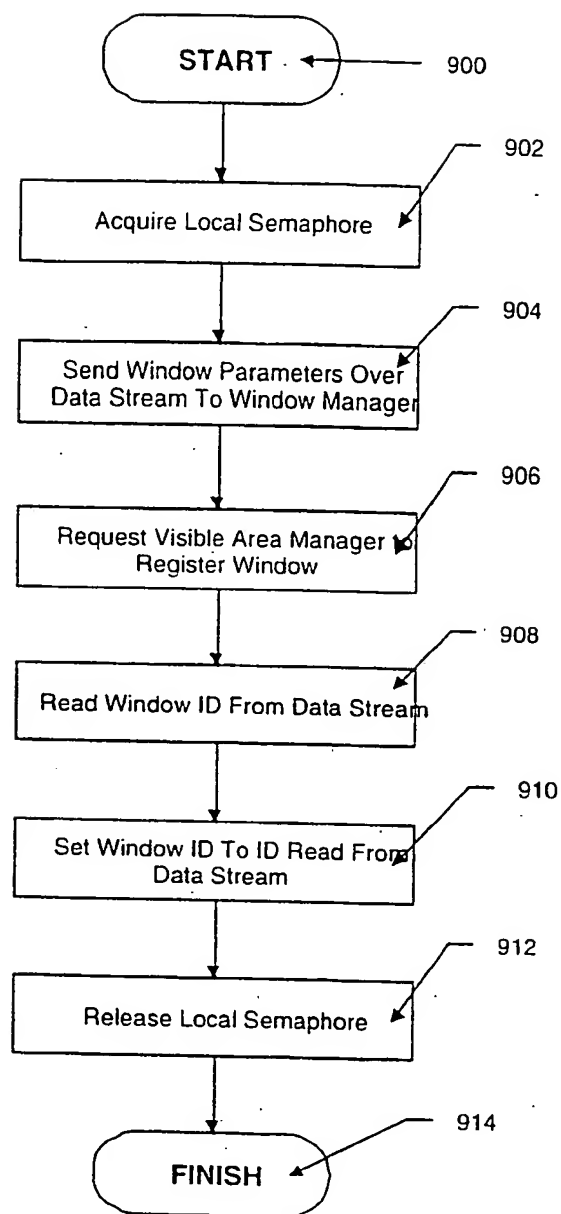 START
900
902
Acquire Local Semaphore
904
Send Window Parameters Over
Data Stream To Window Manager
906
Request Visible Area Manager to
Register Window
908
Read Window ID From Data Stream
910
Set Window ID To ID Read From
Data Stream
912
Release Local Semaphore
914
FINISH